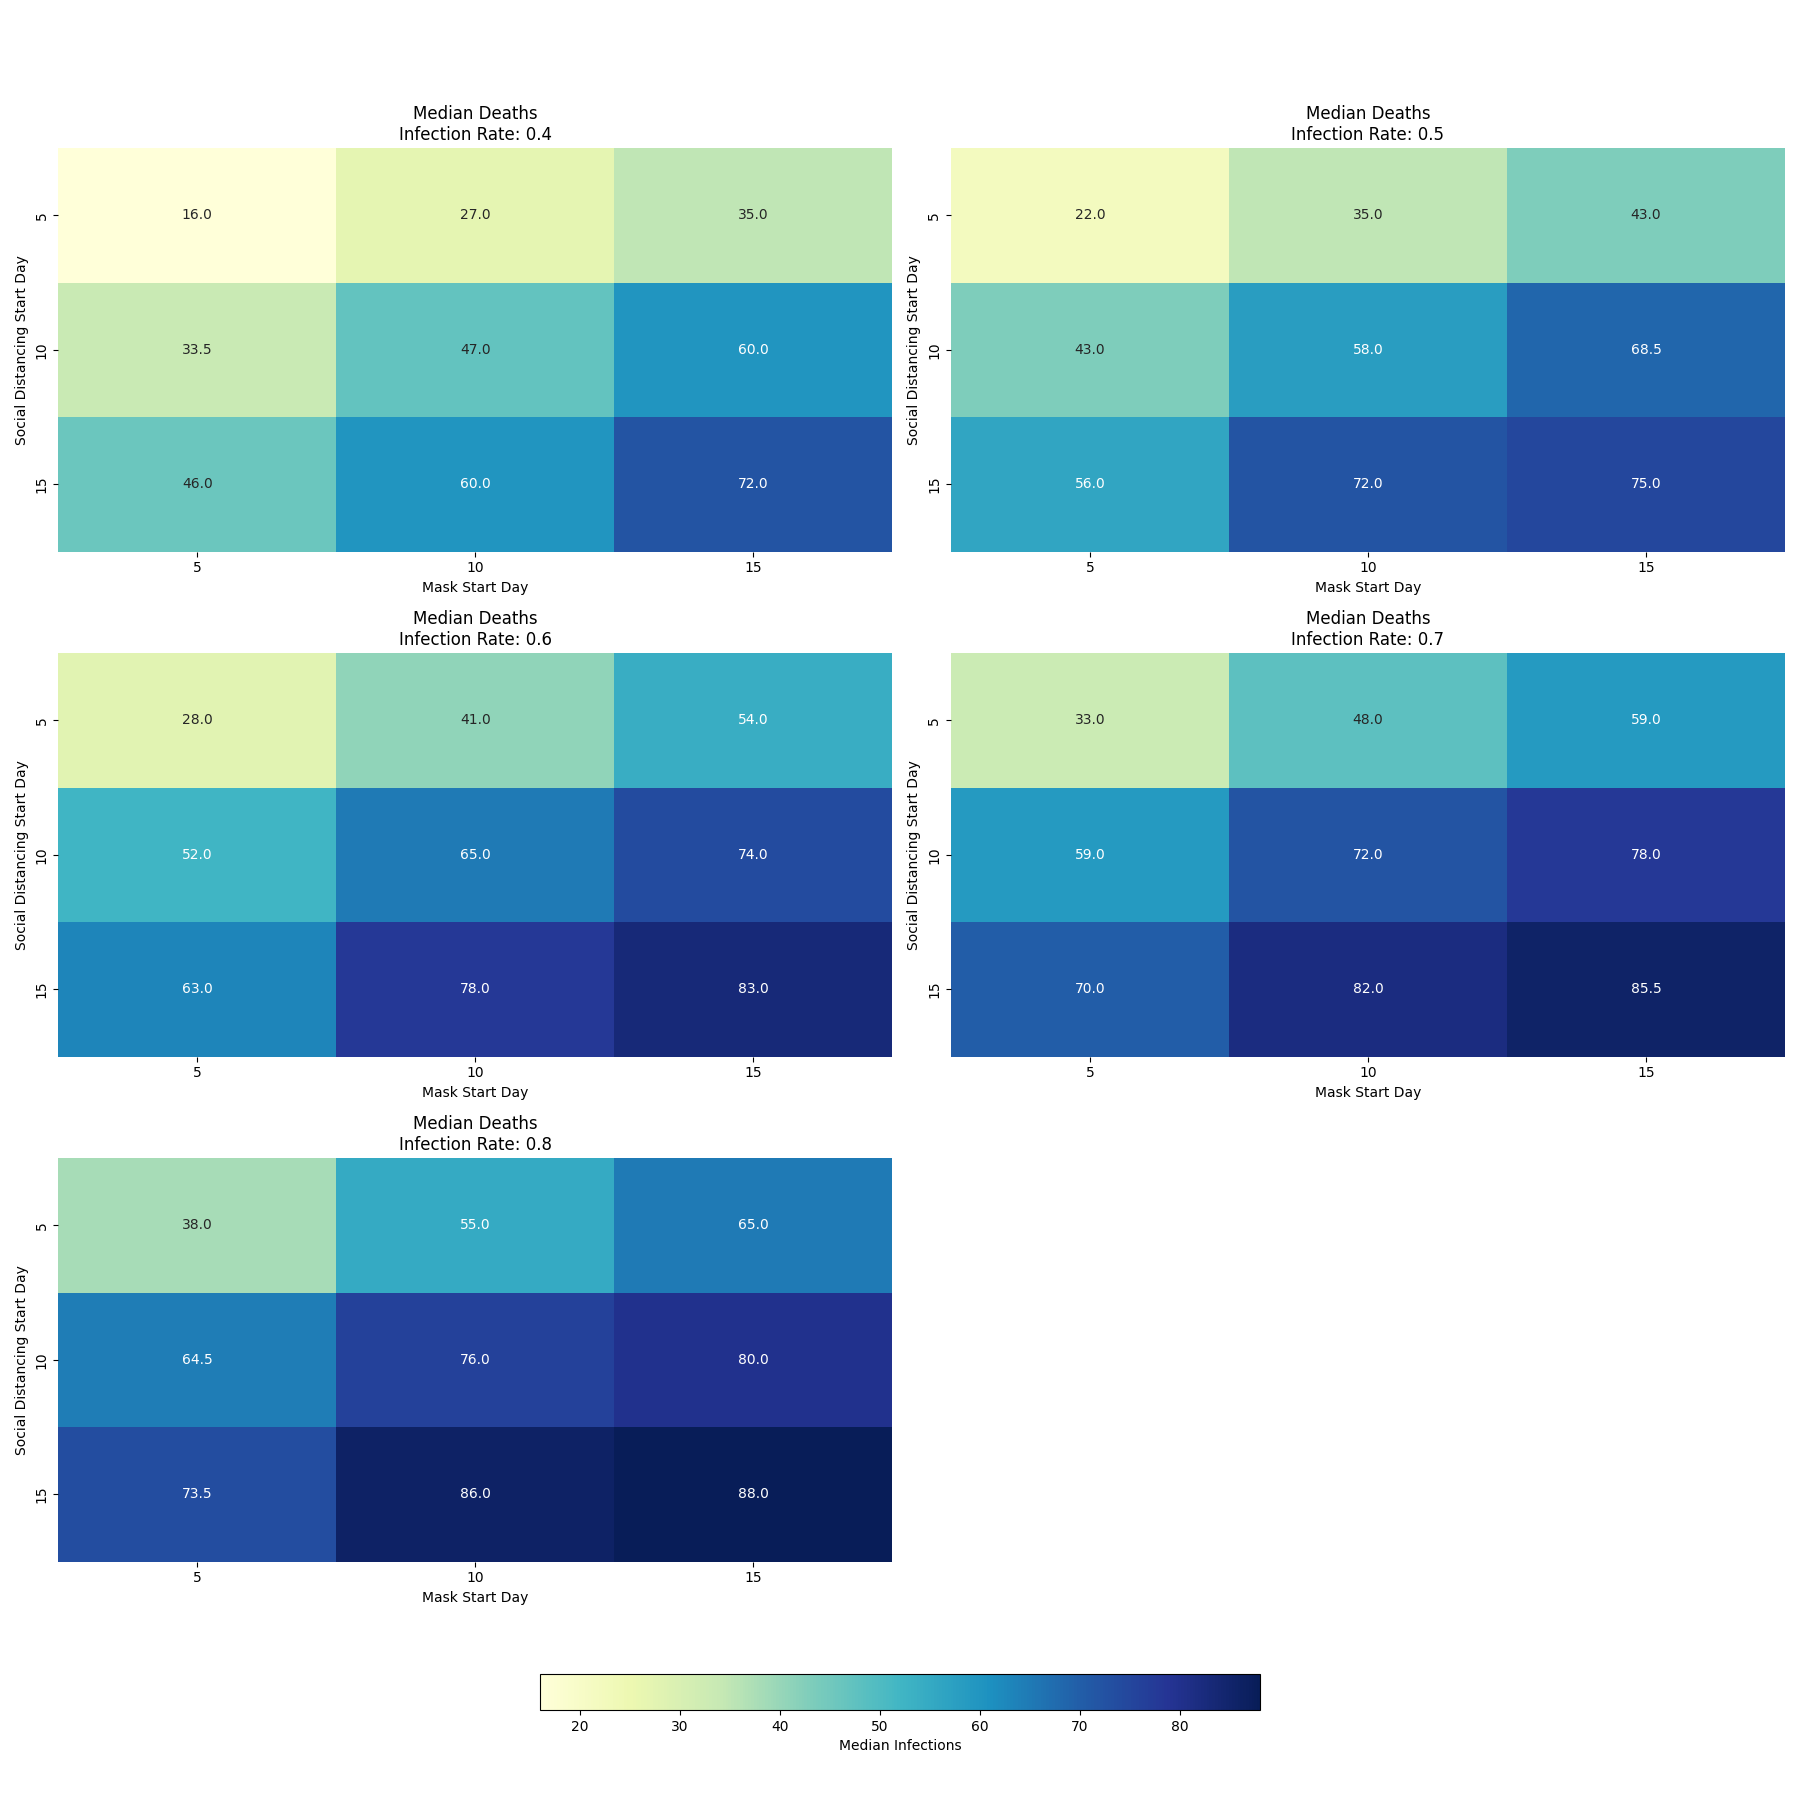 Median Deaths
Infection Rate: 0.4
Social Distancing Start Day
5
16.0 27.0 35.0
10
33.5 47.0 60.0
15
46.0 60.0 72.0
5 10 15
Mask Start Day
Median Deaths
Infection Rate: 0.5
Social Distancing Start Day
5
22.0 35.0 43.0
10
43.0 58.0 68.5
15
56.0 72.0 75.0
5 10 15
Mask Start Day
Median Deaths
Infection Rate: 0.6
Social Distancing Start Day
5
28.0 41.0 54.0
10
52.0 65.0 74.0
15
63.0 78.0 83.0
5 10 15
Mask Start Day
Median Deaths
Infection Rate: 0.7
Social Distancing Start Day
5
33.0 48.0 59.0
10
59.0 72.0 78.0
15
70.0 82.0 85.5
5 10 15
Mask Start Day
Median Deaths
Infection Rate: 0.8
Social Distancing Start Day
5
38.0 55.0 65.0
10
64.5 76.0 80.0
15
73.5 86.0 88.0
5 10 15
Mask Start Day
20 30 40 50 60 70 80
Median Infections